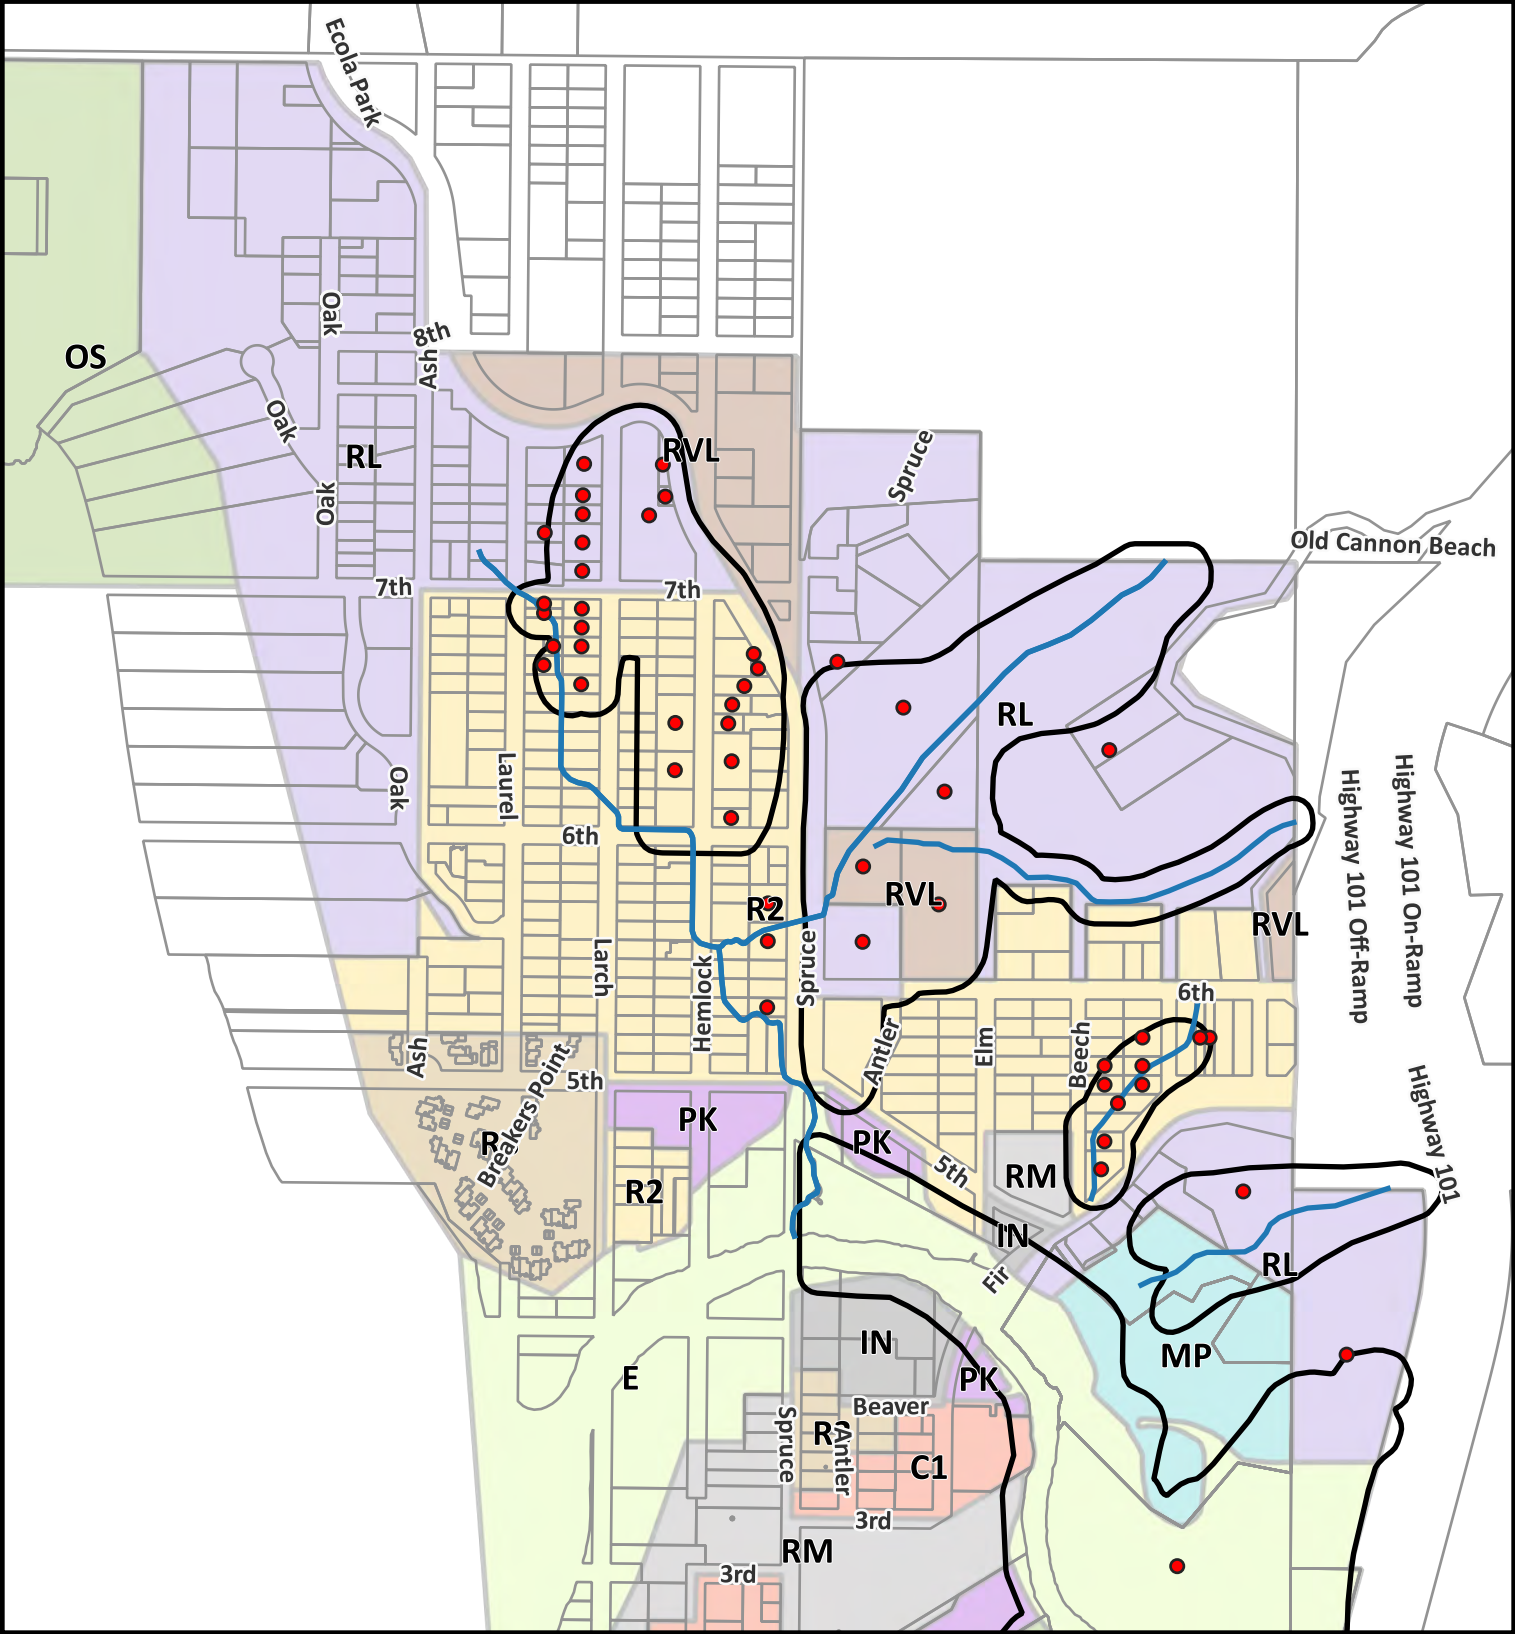 Ecola Park
Oak
8th
Ash
OS
Oak
RL
RVL
Spruce
Oak
Old Cannon Beach
7th
7th
RL
Laurel
Oak
Highway 101 Off-Ramp
Highway 101 On-Ramp
6th
RVL
R2
RVL
Larch
Hemlock
Spruce
6th
Ash
Antler
Elm
Beech
5th
Breakers Point
PK
PK
Highway 101
5th
RM
R2
IN
Fir
RL
IN
MP
E
PK
Beaver
Spruce
Antler
C1
3rd
RM
3rd